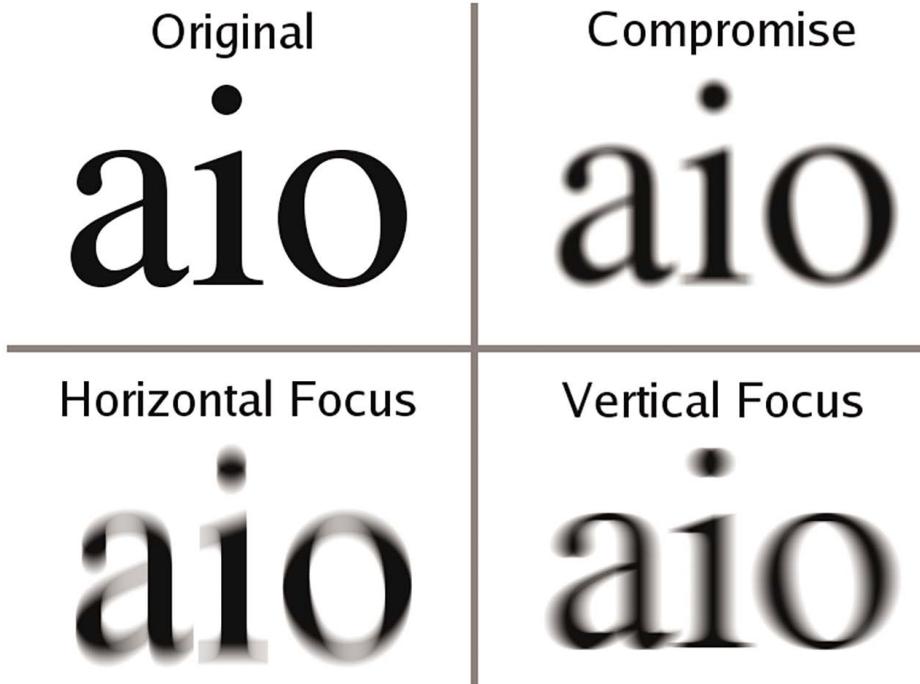 Original
aio
Compromise
aio
Horizontal Focus
aio
Vertical Focus
aio